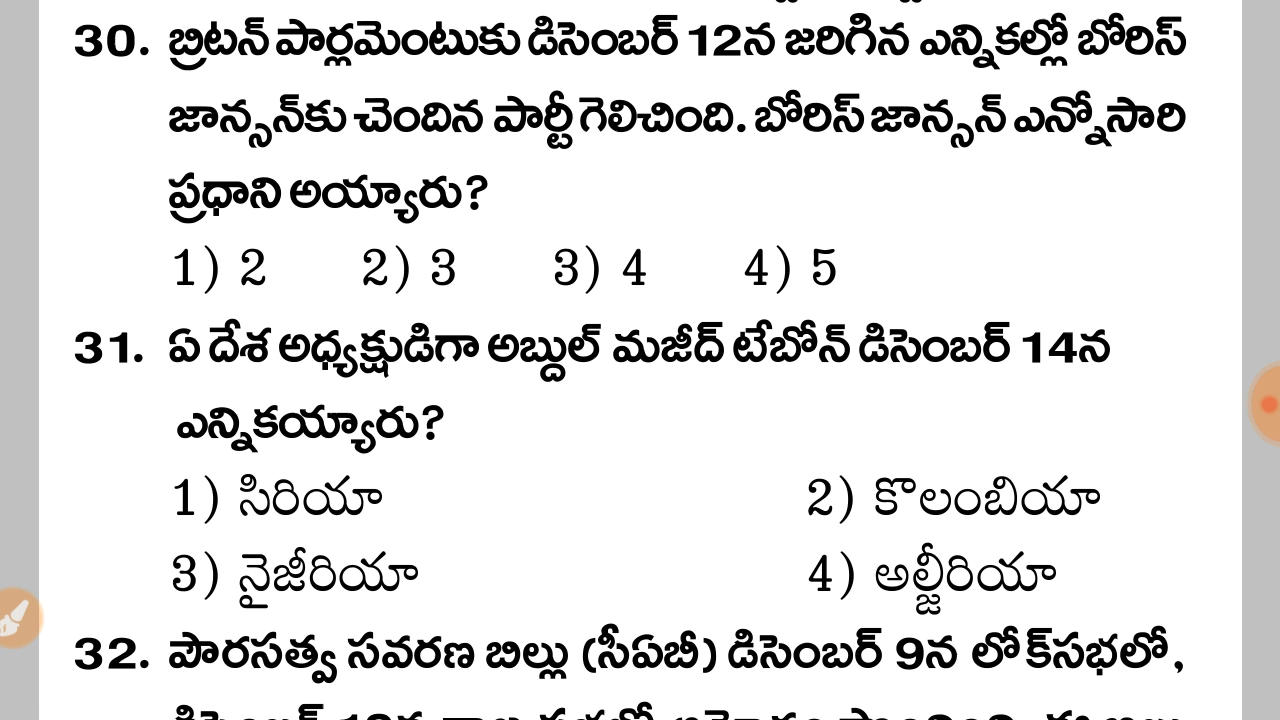 30. బ్రిటన్ పార్లమెంటుకు డిసెంబర్ 12న జరిగిన ఎన్నికల్లో బోరిస్
జాన్సన్‌కు చెందిన పార్టీ గెలిచింది. బోరిస్ జాన్సన్ ఎన్నోసారి
ప్రధాని అయ్యారు?
1) 2 2) 3 3) 4 4) 5
31. ఏ దేశ అధ్యక్షుడిగా అబ్దుల్ మజీద్ టేబోన్ డిసెంబర్ 14న
ఎన్నికయ్యారు?
1) సిరియా 2) కొలంబియా
3) నైజీరియా 4) అల్జీరియా
32. పౌరసత్వ సవరణ బిల్లు (సీఏబీ) డిసెంబర్ 9న లోక్‌సభలో,